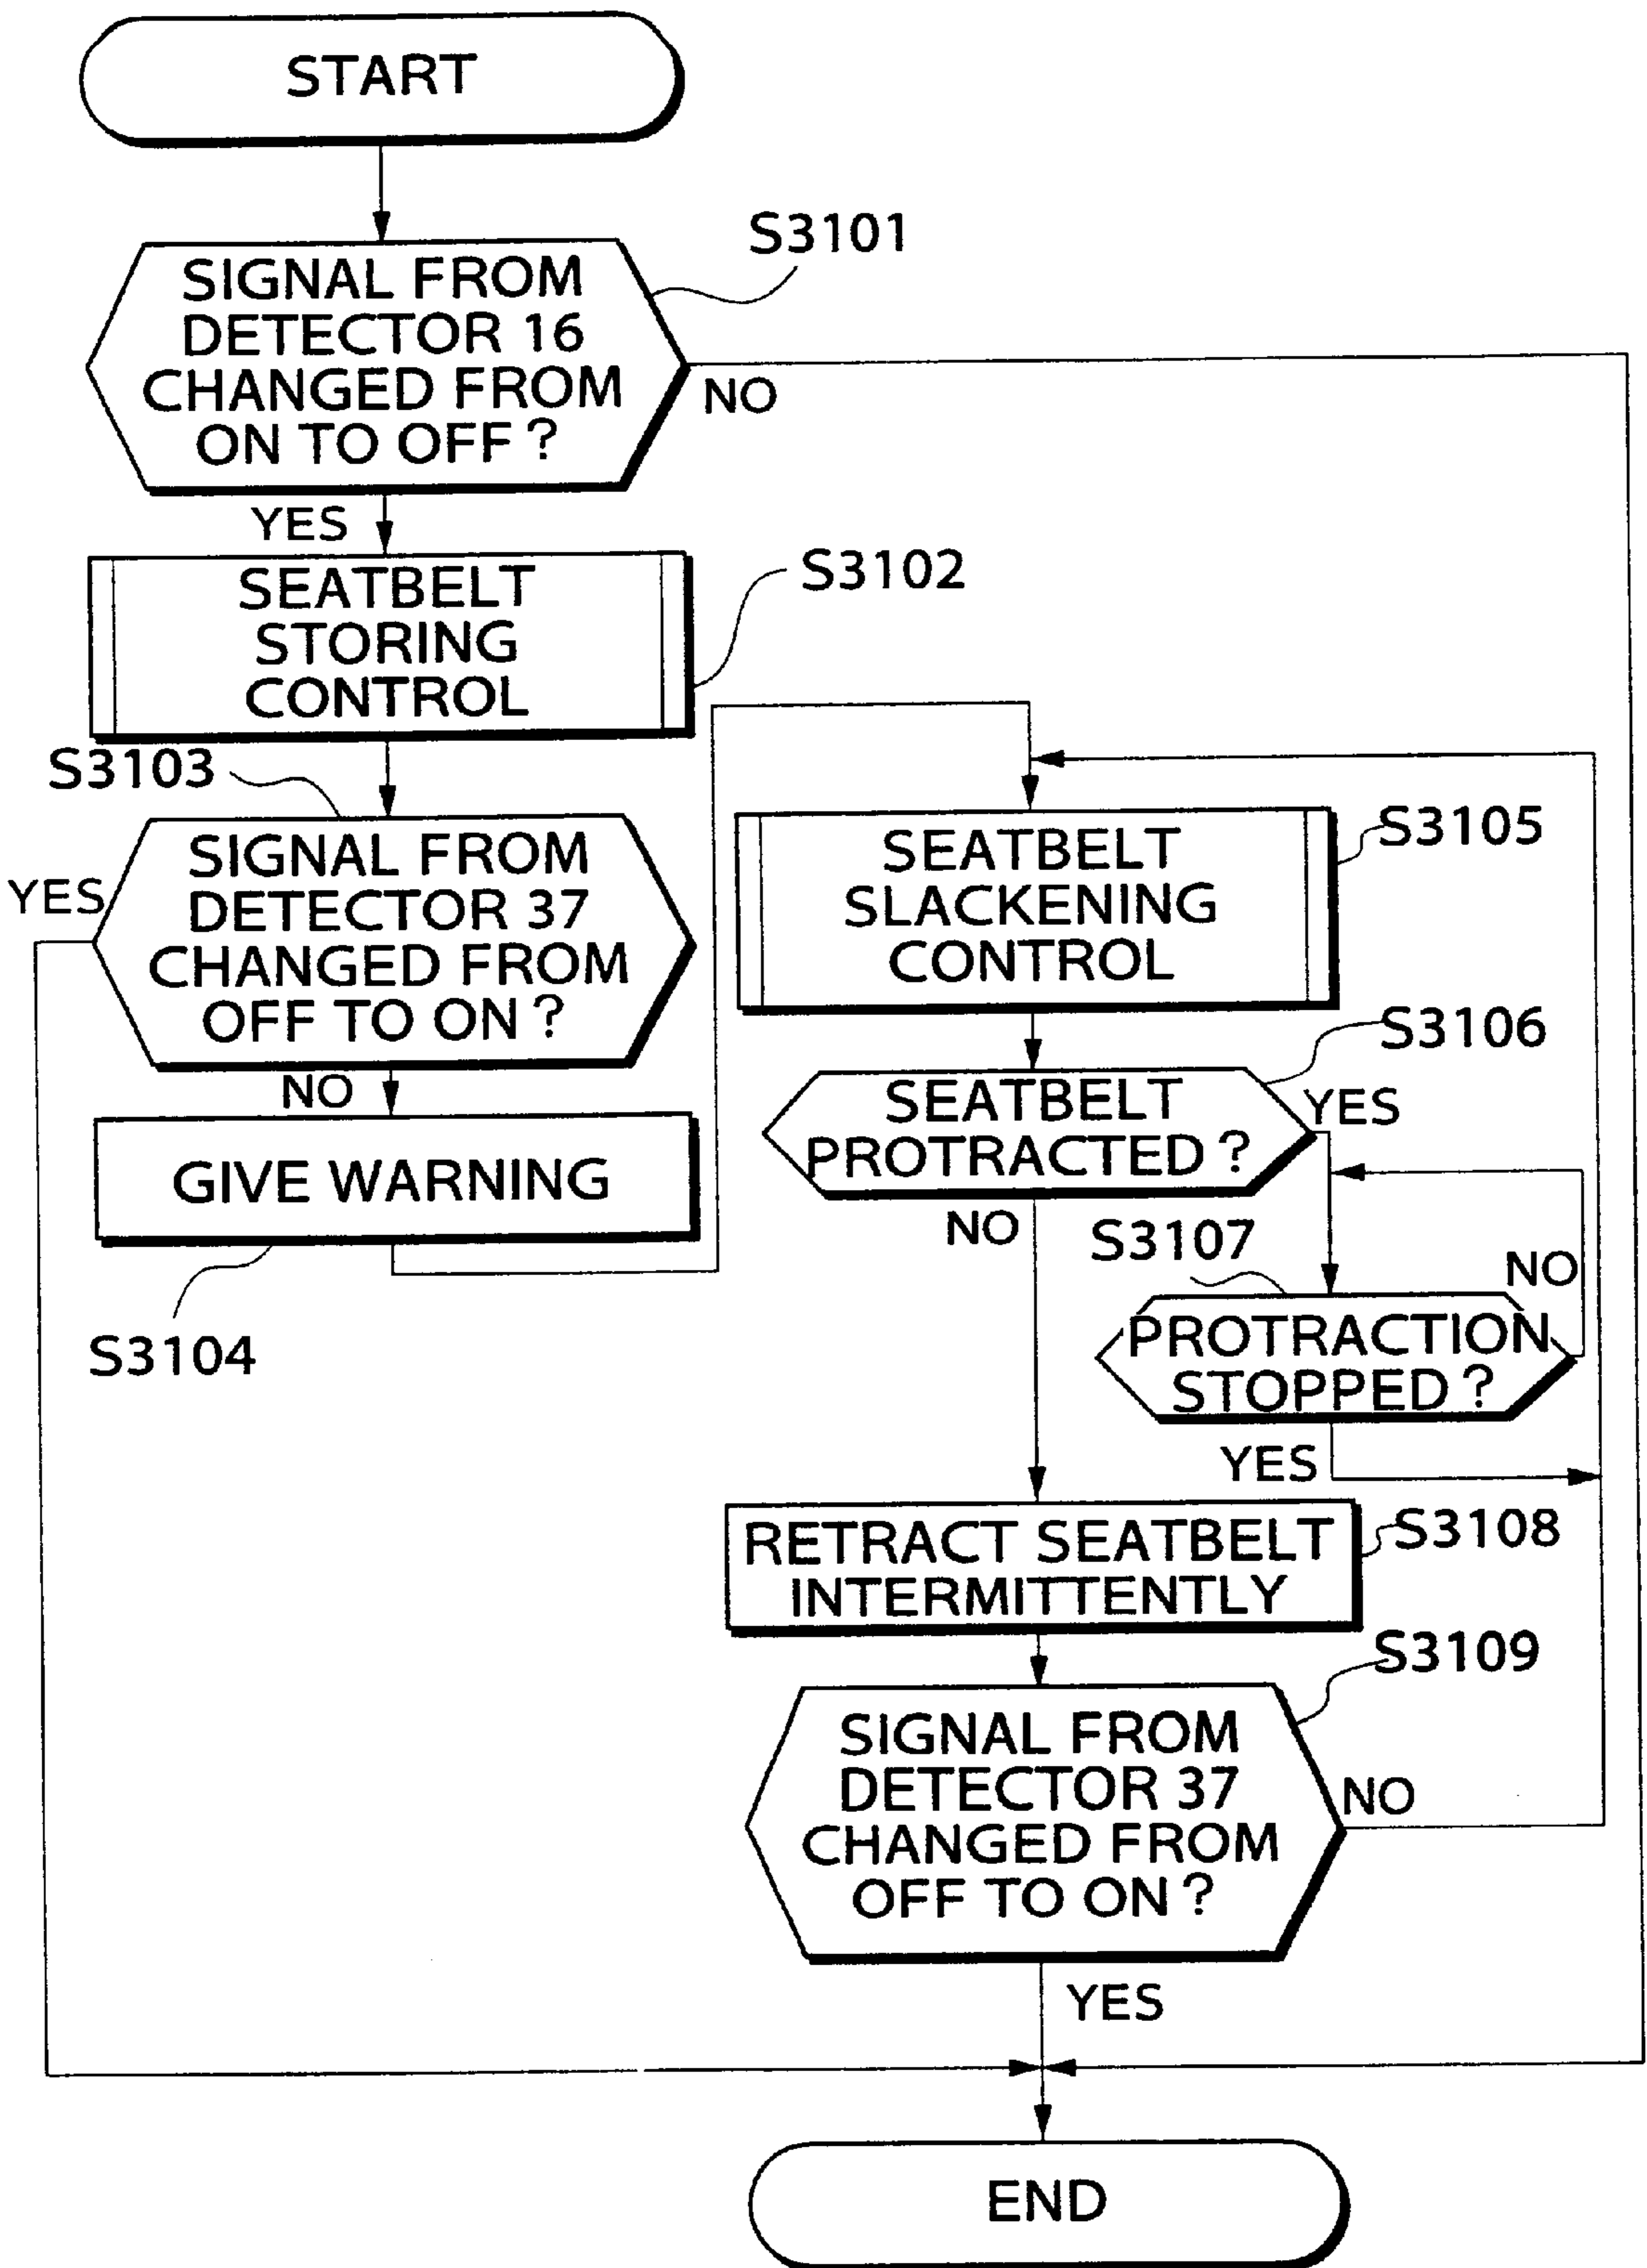 START
S3101
SIGNAL FROM
DETECTOR 16
CHANGED FROM
ON TO OFF ?
NO
YES
S3102
SEATBELT
STORING
CONTROL
S3103
SIGNAL FROM
DETECTOR 37
CHANGED FROM
OFF TO ON ?
YES
NO
GIVE WARNING
S3104
S3105
SEATBELT
SLACKENING
CONTROL
S3106
SEATBELT
PROTRACTED ?
YES
NO
S3107
NO
PROTRACTION
STOPPED ?
YES
RETRACT SEATBELT
INTERMITTENTLY
S3108
S3109
SIGNAL FROM
DETECTOR 37
CHANGED FROM
OFF TO ON ?
NO
YES
END